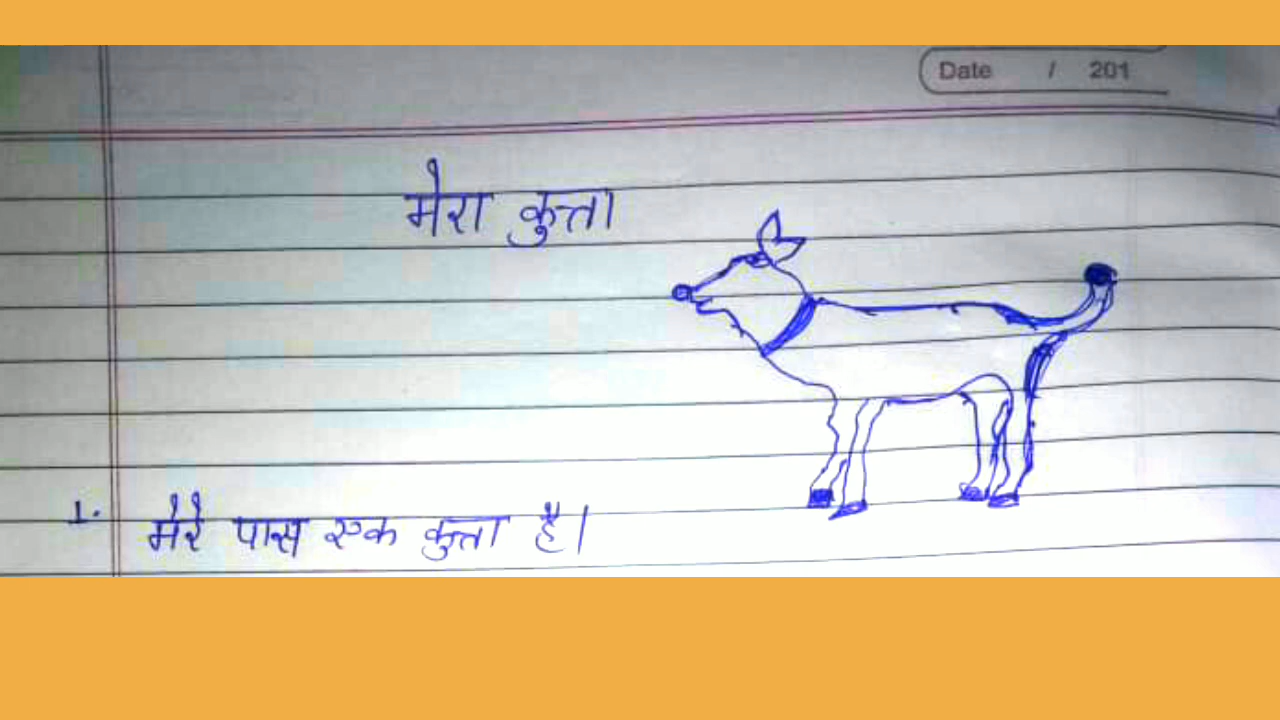 Date / 201
मेरा कुत्ता
1. मेरे पास एक कुत्ता है।